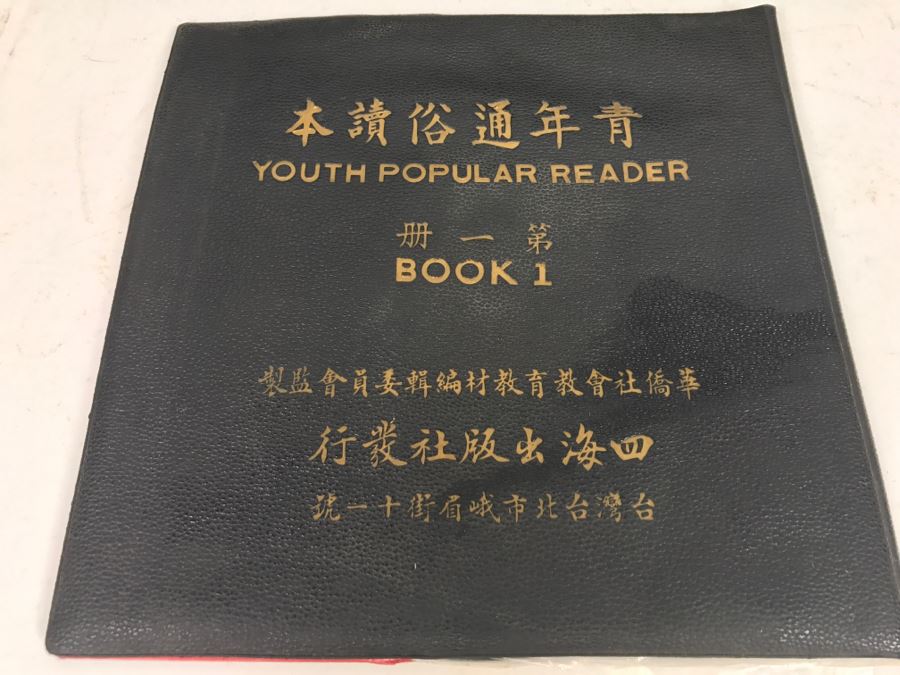 青年通俗讀本
YOUTH POPULAR READER
第一册
BOOK 1
華僑社會教育教材編輯委員會監製
四海出版社發行
台灣台北市峨眉街十一號